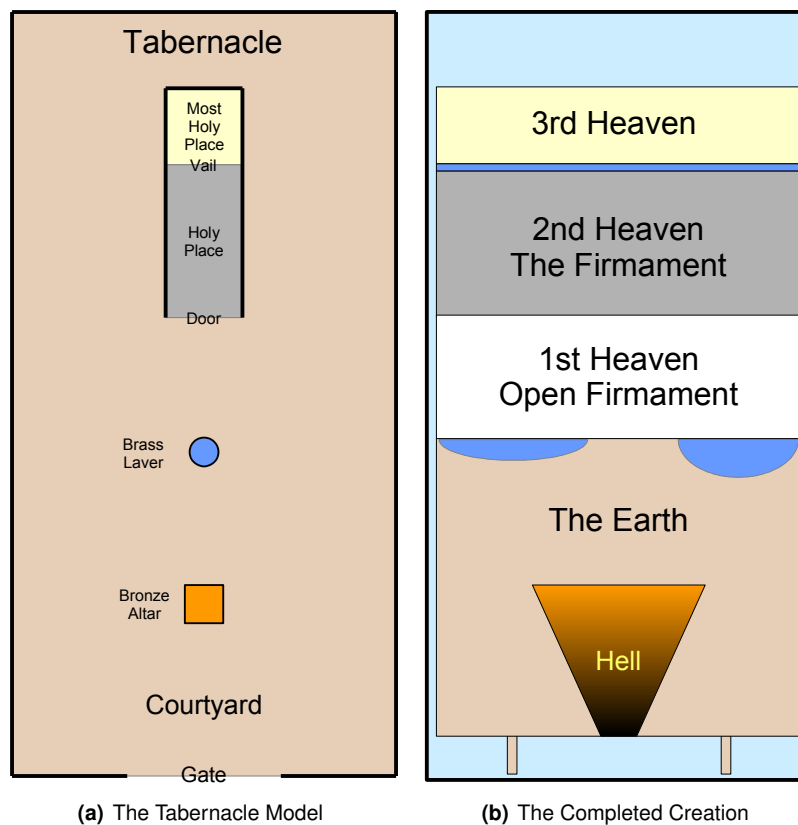 Tabernacle
Most
Holy
Place
Vail
Holy
Place
Door
Brass
Laver
Bronze
Altar
Courtyard
Gate
(a) The Tabernacle Model
3rd Heaven
2nd Heaven
The Firmament
1st Heaven
Open Firmament
The Earth
Hell
(b) The Completed Creation